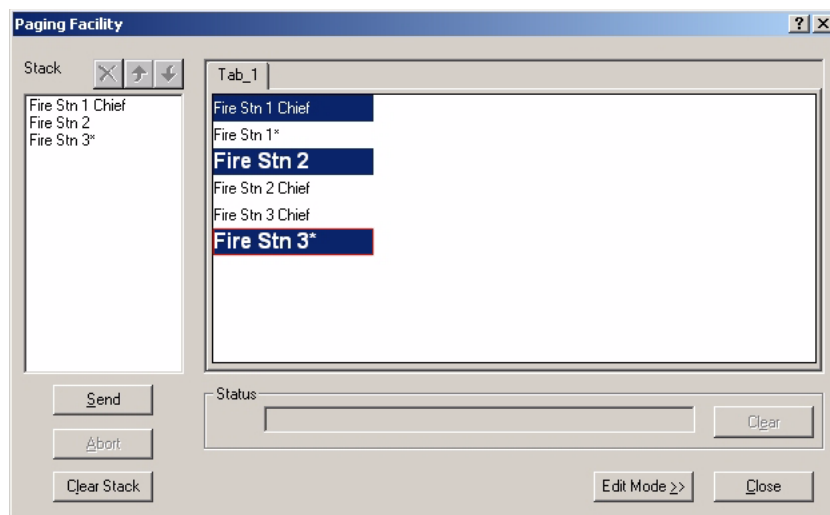 Paging Facility
Stack
Fire Stn 1 Chief
Fire Stn 2
Fire Stn 3*
Tab_1
Fire Stn 1 Chief
Fire Stn 1*
Fire Stn 2
Fire Stn 2 Chief
Fire Stn 3 Chief
Fire Stn 3*
Send
Abort
Clear Stack
Status
Clear
Edit Mode >>
Close